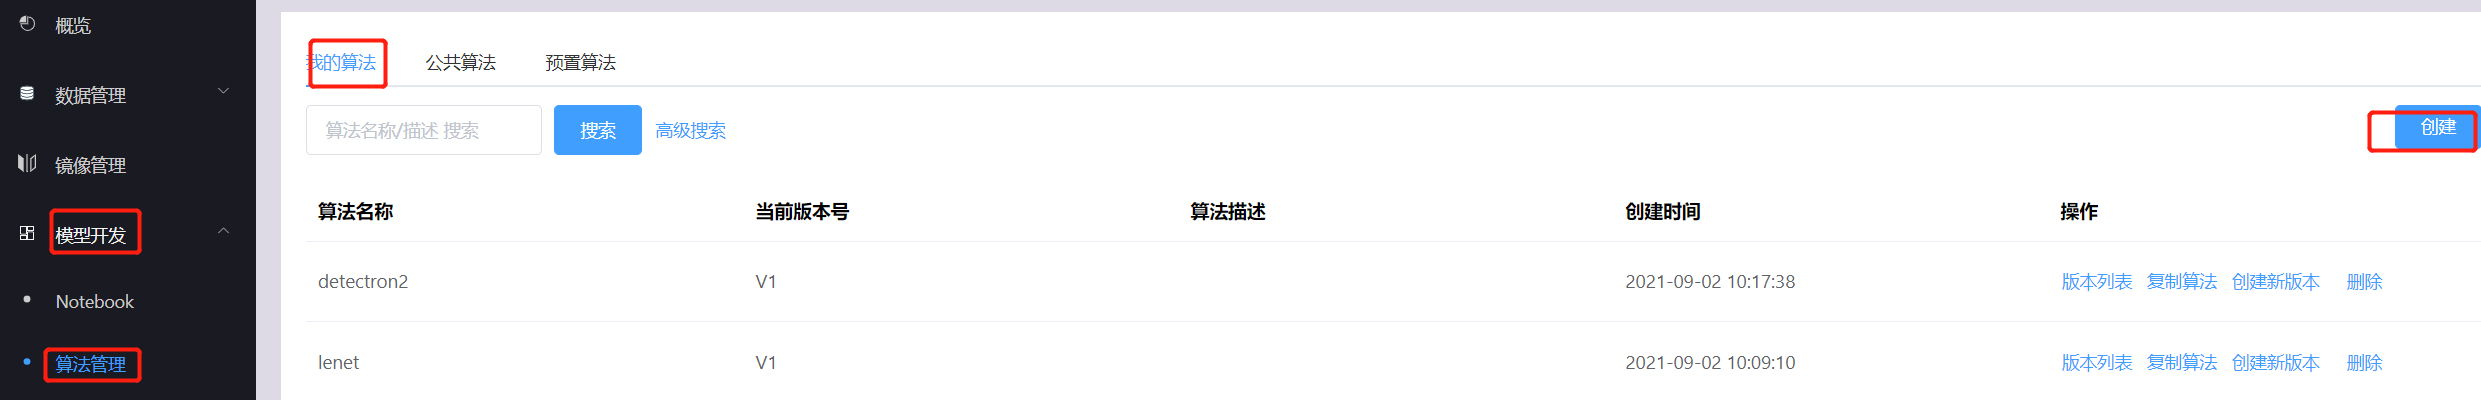 概览
数据管理
镜像管理
模型开发
Notebook
算法管理
我的算法 公共算法 预置算法
算法名称/描述 搜索 搜索 高级搜索 创建
算法名称 当前版本号 算法描述 创建时间 操作
detectron2 V1 2021-09-02 10:17:38 版本列表 复制算法 创建新版本 删除
lenet V1 2021-09-02 10:09:10 版本列表 复制算法 创建新版本 删除